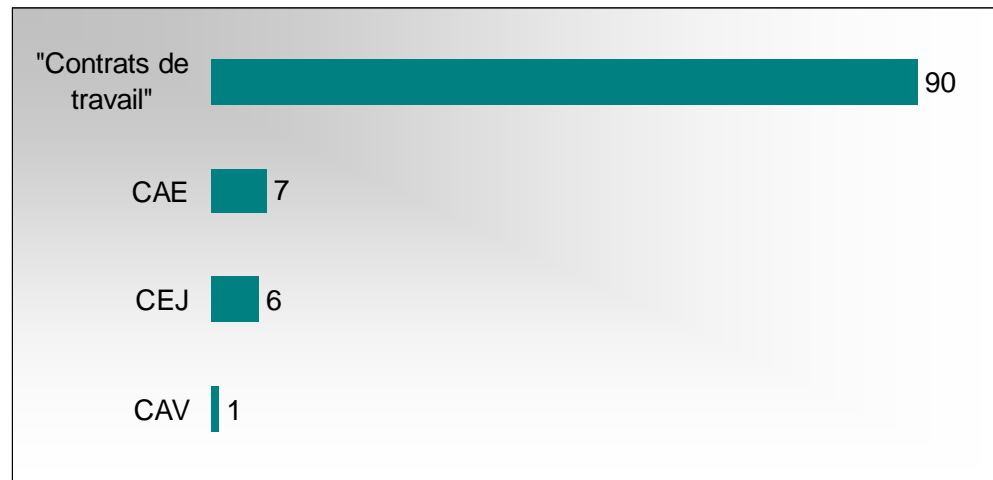 "Contrats de
travail"
90
CAE
7
CEJ
6
CAV
1